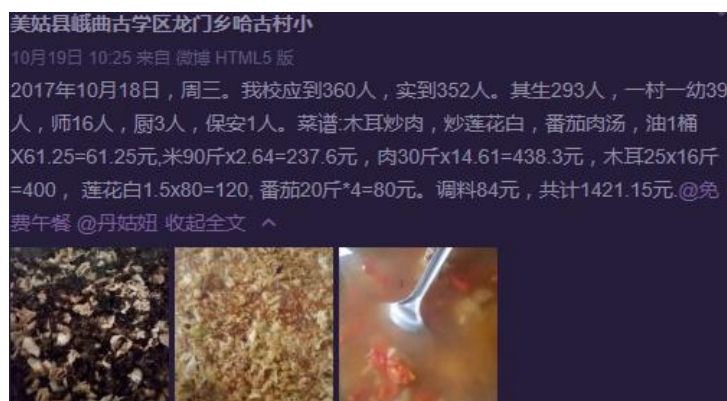 美姑县峨曲古学区龙门乡哈古村小
10月19日 10:25 来自 微博 HTML5 版
2017年10月18日，周三。我校应到360人，实到352人。其生293人，一村一幼39
人，师16人，厨3人，保安1人。菜谱:木耳炒肉，炒莲花白，番茄肉汤，油1桶
X61.25=61.25元,米90斤x2.64=237.6元，肉30斤x14.61=438.3元，木耳25x16斤
=400， 莲花白1.5x80=120, 番茄20斤*4=80元。调料84元，共计1421.15元.@免
费午餐 @丹姑妞 收起全文 ^